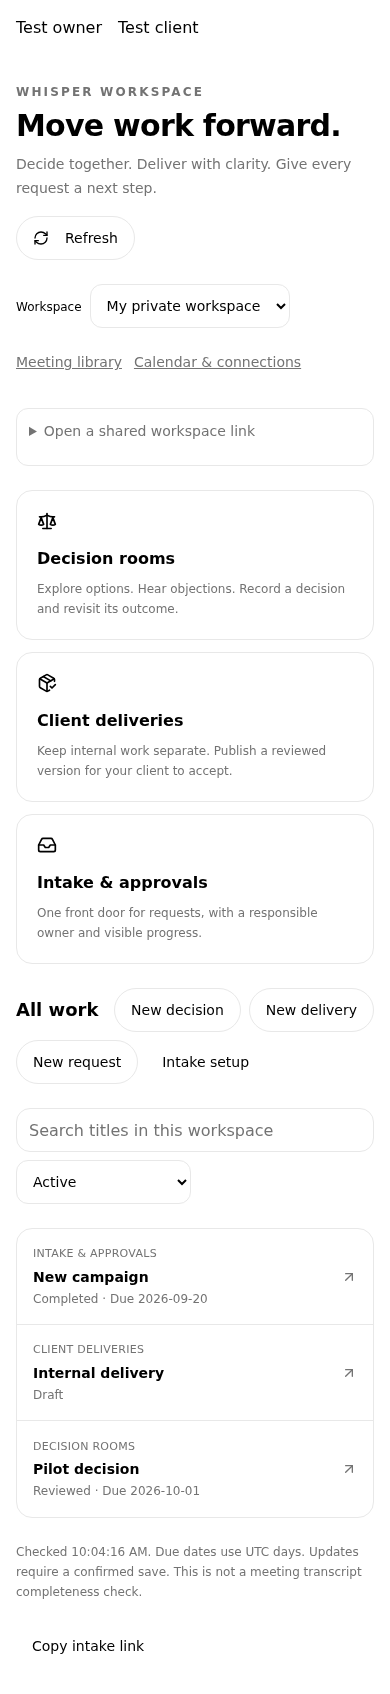 Test owner Test client
WHISPER WORKSPACE
Move work forward.
Decide together. Deliver with clarity. Give every
request a next step.
Refresh
Workspace My private workspace
Meeting library Calendar & connections
Open a shared workspace link
Decision rooms
Explore options. Hear objections. Record a decision
and revisit its outcome.
Client deliveries
Keep internal work separate. Publish a reviewed
version for your client to accept.
Intake & approvals
One front door for requests, with a responsible
owner and visible progress.
All work New decision New delivery
New request Intake setup
Search titles in this workspace
Active
INTAKE & APPROVALS
New campaign
Completed · Due 2026-09-20
CLIENT DELIVERIES
Internal delivery
Draft
DECISION ROOMS
Pilot decision
Reviewed · Due 2026-10-01
Checked 10:04:16 AM. Due dates use UTC days. Updates
require a confirmed save. This is not a meeting transcript
completeness check.
Copy intake link